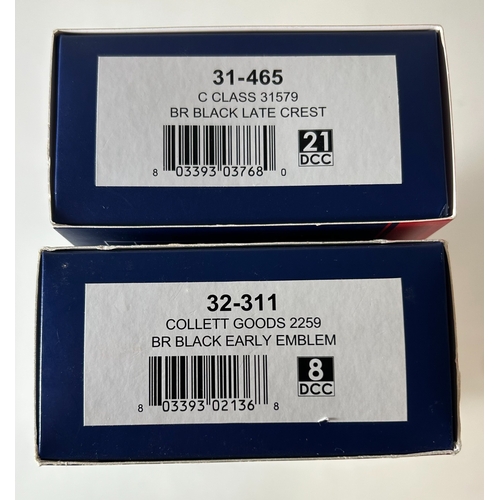 31-465
C CLASS 31579
BR BLACK LATE CREST
21
DCC
8 03393 03768 0
32-311
COLLETT GOODS 2259
BR BLACK EARLY EMBLEM
8
DCC
8 03393 02136 8